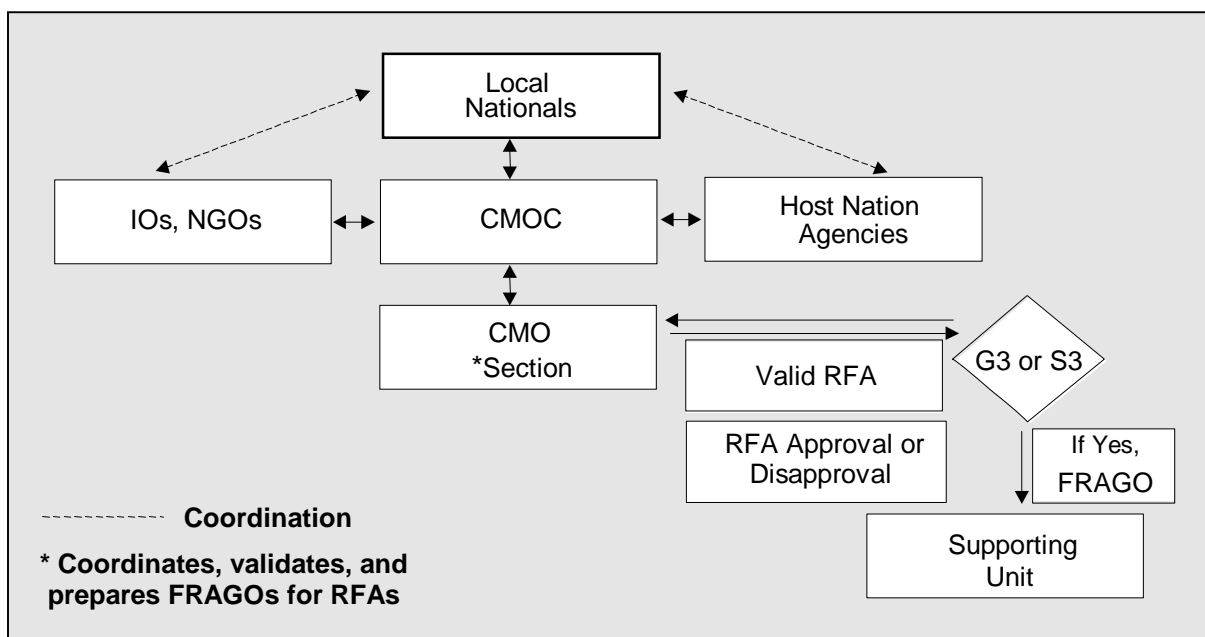 Local
Nationals
IOs, NGOs
CMOC
Host Nation
Agencies
CMO
*Section
Valid RFA
G3 or S3
RFA Approval or
Disapproval
If Yes,
FRAGO
Supporting
Unit
Coordination
* Coordinates, validates, and
prepares FRAGOs for RFAs